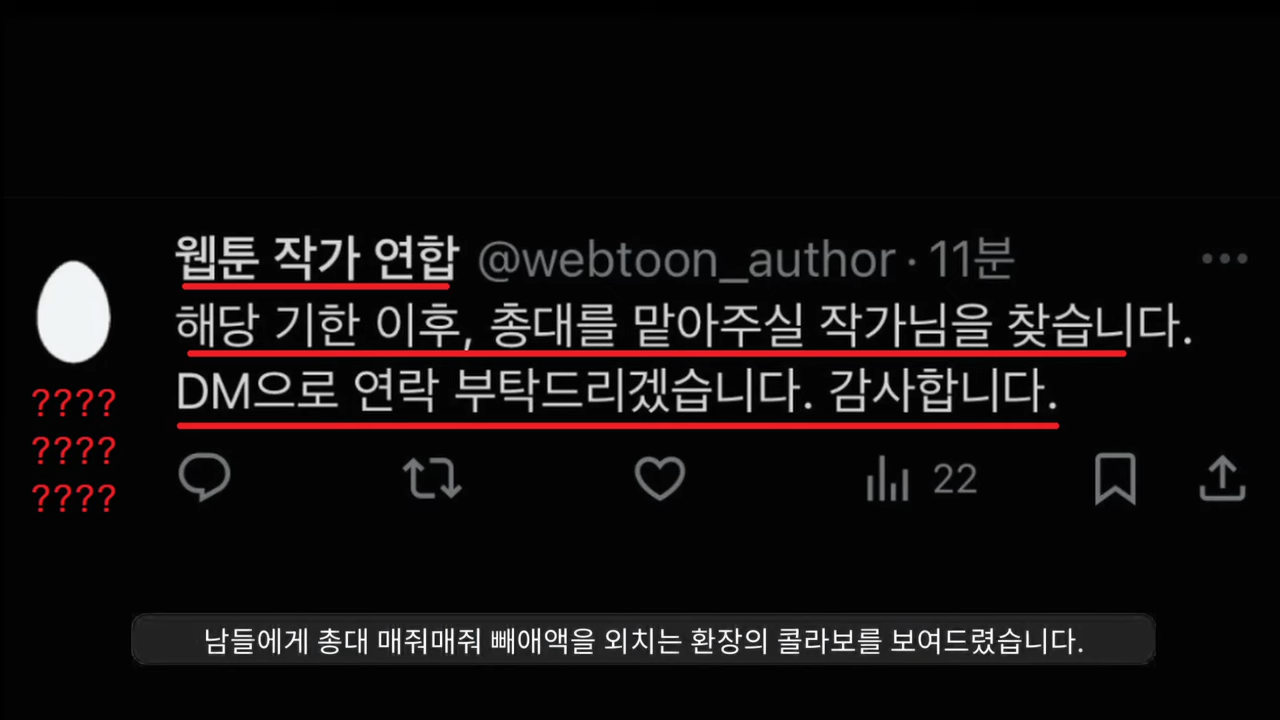 웹툰 작가 연합 @webtoon_author · 11분
해당 기한 이후, 총대를 맡아주실 작가님을 찾습니다.
DM으로 연락 부탁드리겠습니다. 감사합니다.
????
????
????
22
남들에게 총대 매줘매줘 빼애액을 외치는 환장의 콜라보를 보여드렸습니다.